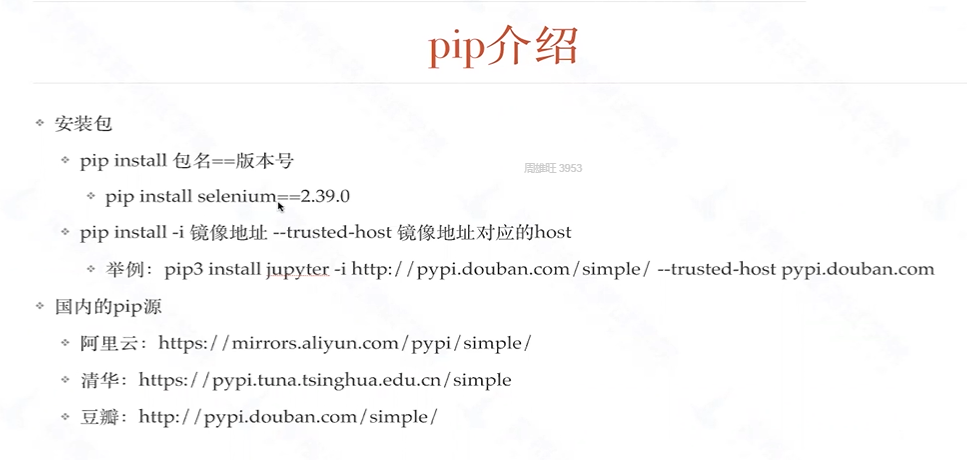 pip介绍
安装包
pip install 包名==版本号
周雄旺 3953
pip install selenium==2.39.0
pip install -i 镜像地址 --trusted-host 镜像地址对应的host
举例：pip3 install jupyter -i http://pypi.douban.com/simple/ --trusted-host pypi.douban.com
国内的pip源
阿里云：https://mirrors.aliyun.com/pypi/simple/
清华：https://pypi.tuna.tsinghua.edu.cn/simple
豆瓣：http://pypi.douban.com/simple/